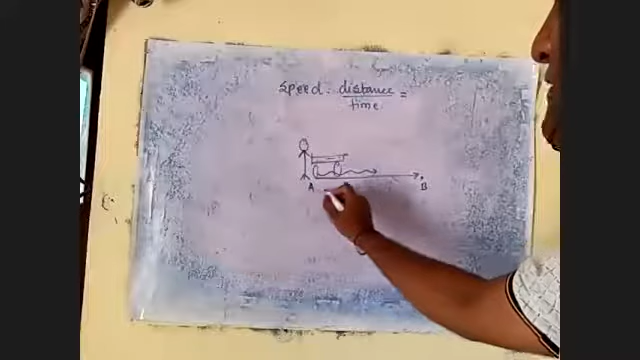 Speed . distance =
time
A B